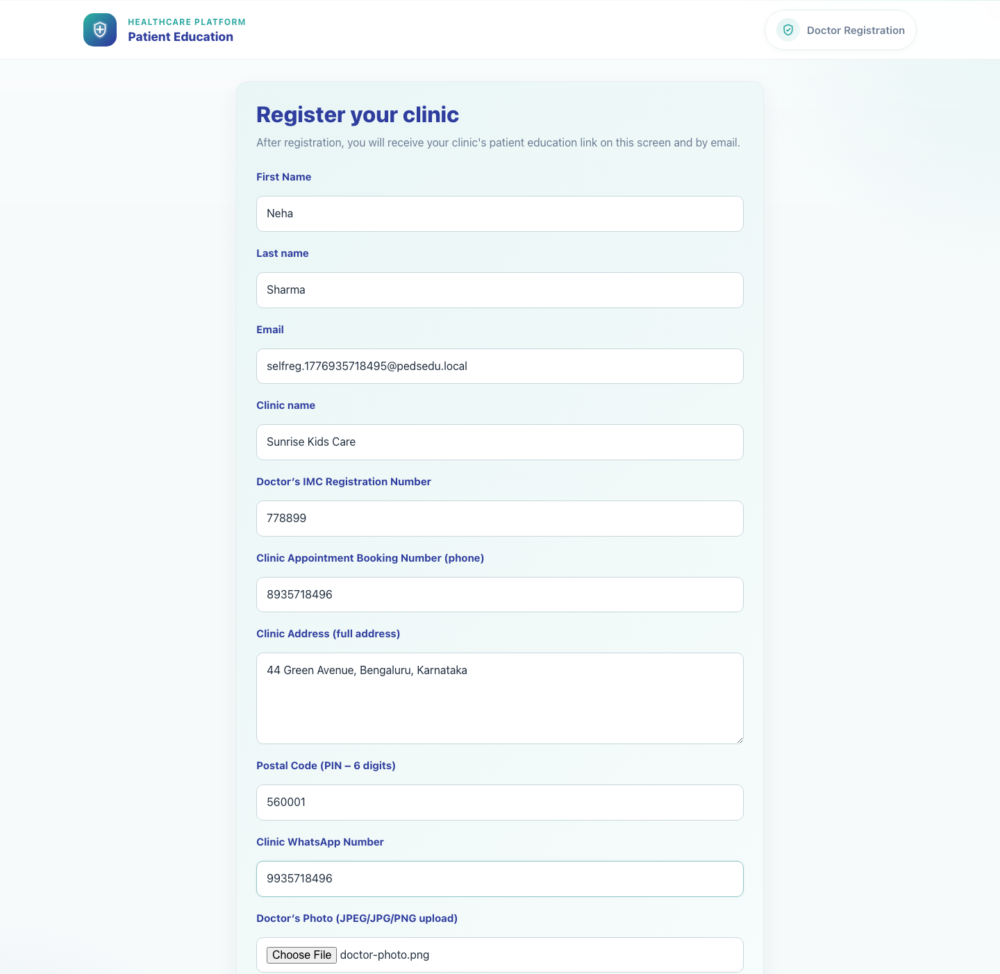 HEALTHCARE PLATFORM
Patient Education
Doctor Registration
Register your clinic
After registration, you will receive your clinic's patient education link on this screen and by email.
First Name
Neha
Last name
Sharma
Email
selfreg.1776935718495@pedsedu.local
Clinic name
Sunrise Kids Care
Doctor’s IMC Registration Number
778899
Clinic Appointment Booking Number (phone)
8935718496
Clinic Address (full address)
44 Green Avenue, Bengaluru, Karnataka
Postal Code (PIN – 6 digits)
560001
Clinic WhatsApp Number
9935718496
Doctor’s Photo (JPEG/JPG/PNG upload)
Choose File doctor-photo.png